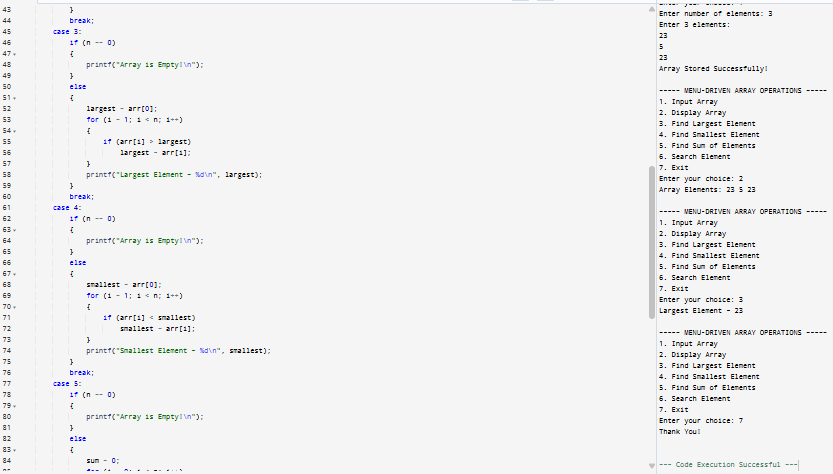 43 }
44 break;
45 case 3:
46 if (n == 0)
47 {
48 printf("Array is Empty!\n");
49 }
50 else
51 {
52 largest = arr[0];
53 for (i = 1; i < n; i++)
54 {
55 if (arr[i] > largest)
56 largest = arr[i];
57 }
58 printf("Largest Element = %d\n", largest);
59 }
60 break;
61 case 4:
62 if (n == 0)
63 {
64 printf("Array is Empty!\n");
65 }
66 else
67 {
68 smallest = arr[0];
69 for (i = 1; i < n; i++)
70 {
71 if (arr[i] < smallest)
72 smallest = arr[i];
73 }
74 printf("Smallest Element = %d\n", smallest);
75 }
76 break;
77 case 5:
78 if (n == 0)
79 {
80 printf("Array is Empty!\n");
81 }
82 else
83 {
84 sum = 0;
Enter number of elements: 3
Enter 3 elements:
23
5
23
Array Stored Successfully!
----- MENU-DRIVEN ARRAY OPERATIONS -----
1. Input Array
2. Display Array
3. Find Largest Element
4. Find Smallest Element
5. Find Sum of Elements
6. Search Element
7. Exit
Enter your choice: 2
Array Elements: 23 5 23
----- MENU-DRIVEN ARRAY OPERATIONS -----
1. Input Array
2. Display Array
3. Find Largest Element
4. Find Smallest Element
5. Find Sum of Elements
6. Search Element
7. Exit
Enter your choice: 3
Largest Element = 23
----- MENU-DRIVEN ARRAY OPERATIONS -----
1. Input Array
2. Display Array
3. Find Largest Element
4. Find Smallest Element
5. Find Sum of Elements
6. Search Element
7. Exit
Enter your choice: 7
Thank You!
=== Code Execution Successful ===